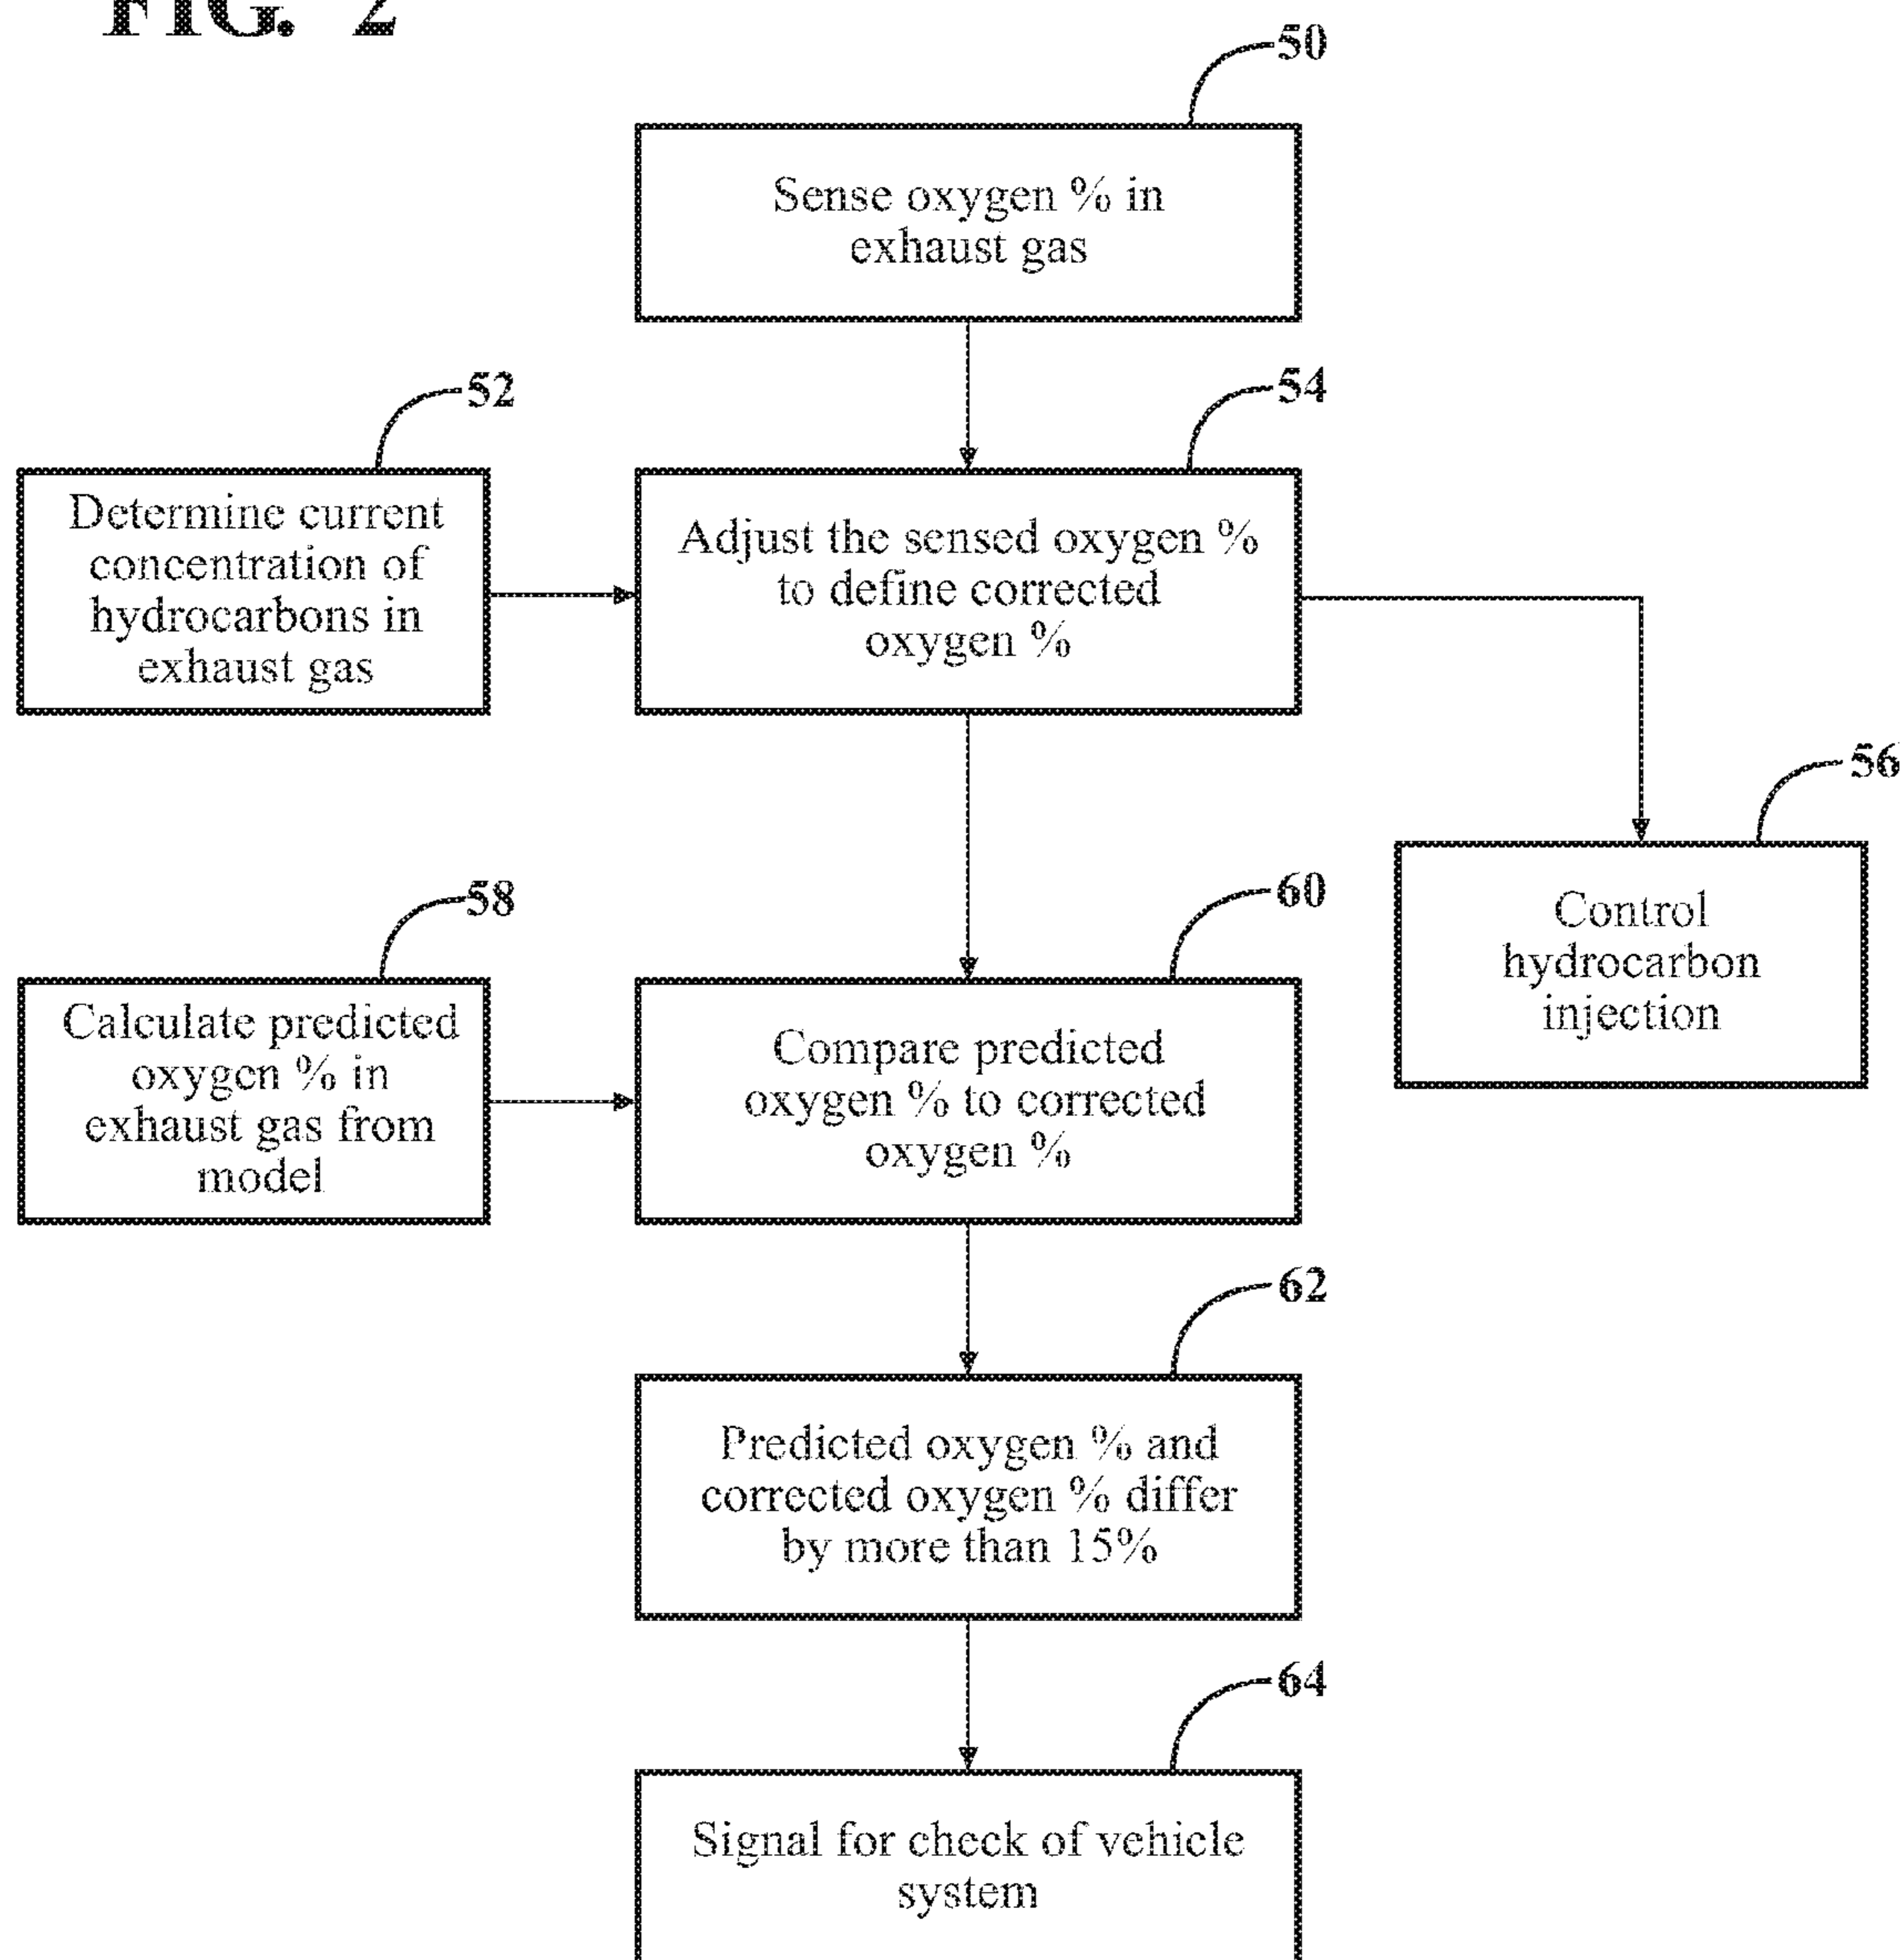 FIG. 2
50
Sense oxygen % in
exhaust gas
52
Determine current
concentration of
hydrocarbons in
exhaust gas
54
Adjust the sensed oxygen %
to define corrected
oxygen %
56
Control
hydrocarbon
injection
58
Calculate predicted
oxygen % in
exhaust gas from
model
60
Compare predicted
oxygen % to corrected
oxygen %
62
Predicted oxygen % and
corrected oxygen % differ
by more than 15%
64
Signal for check of vehicle
system